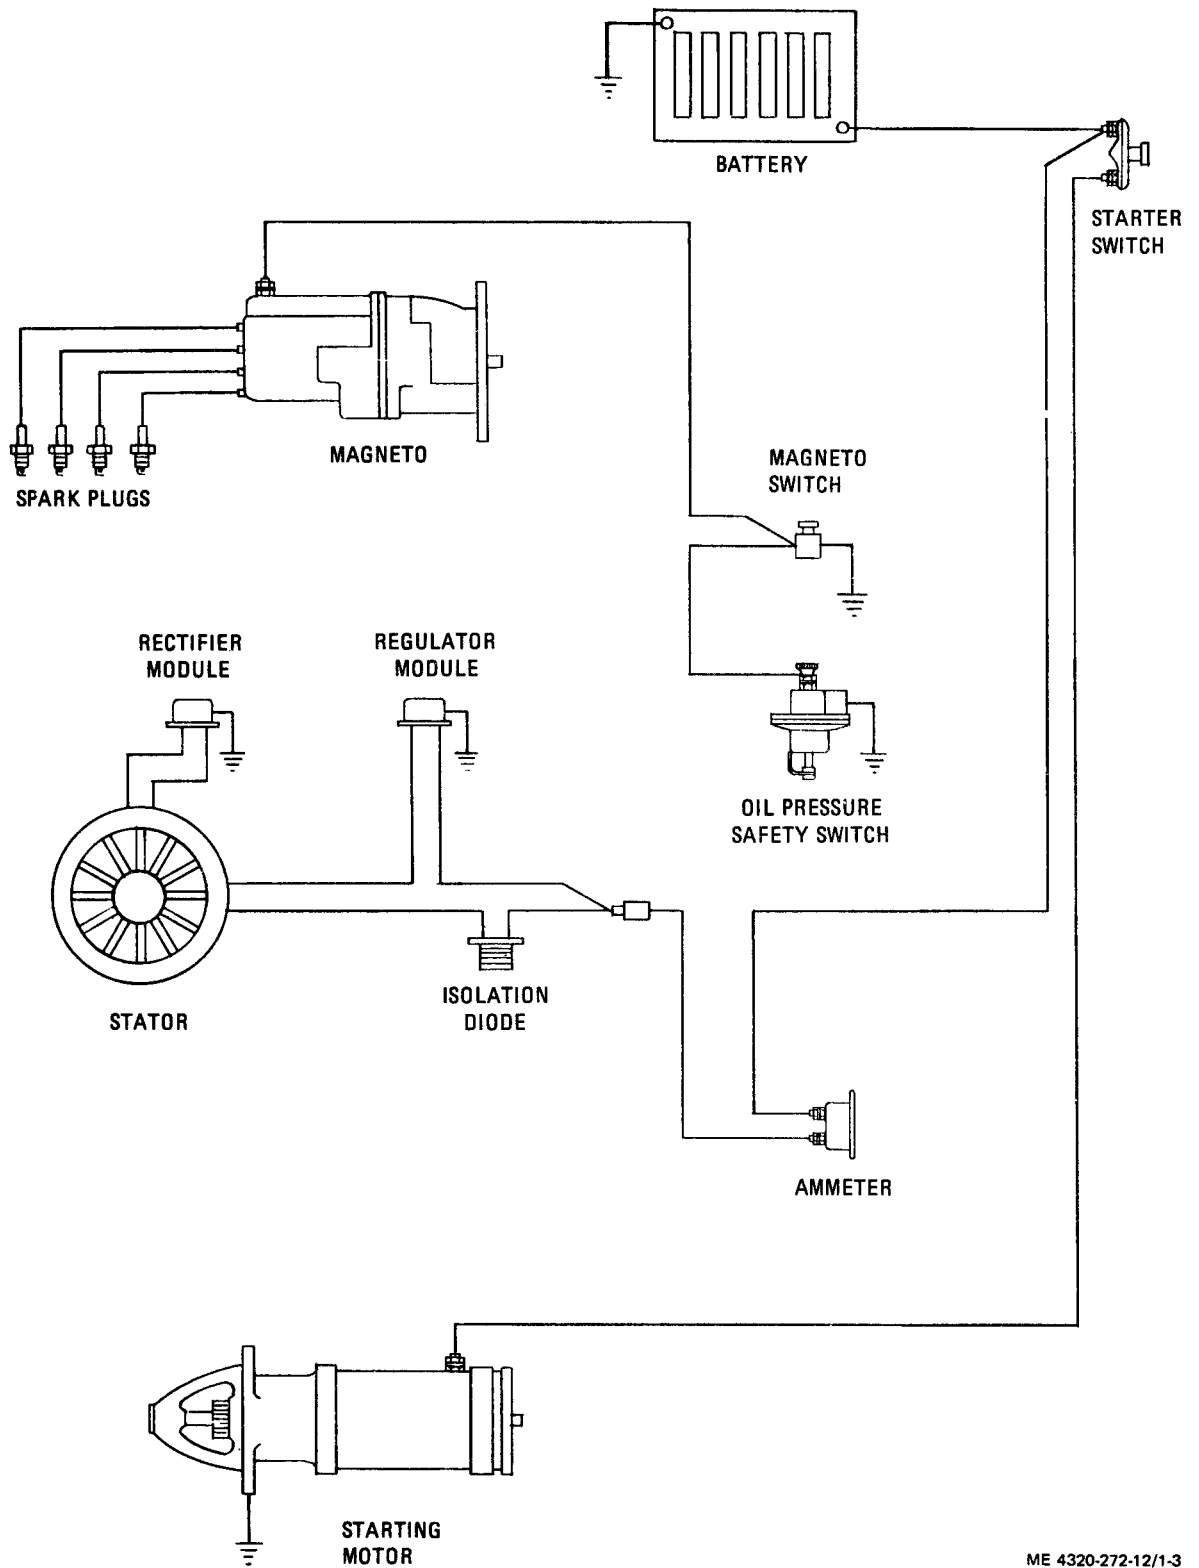 BATTERY
STARTER
SWITCH
MAGNETO
SPARK PLUGS
MAGNETO
SWITCH
RECTIFIER
MODULE
REGULATOR
MODULE
OIL PRESSURE
SAFETY SWITCH
ISOLATION
DIODE
STATOR
AMMETER
STARTING
MOTOR
ME 4320-272-12/1-3